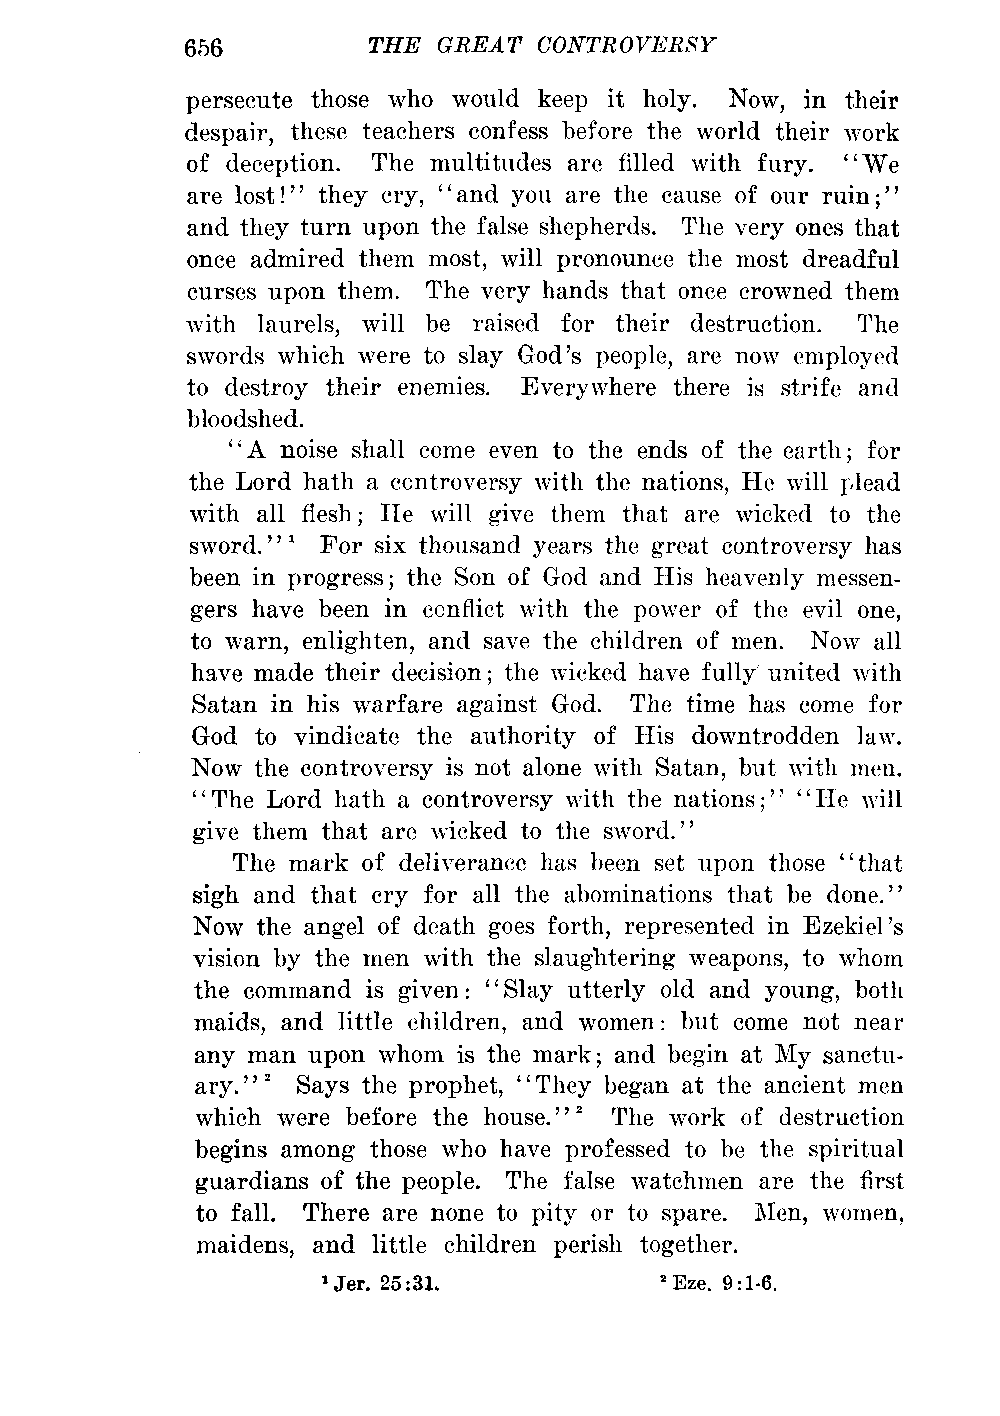 656 THE GREAT CONTROVERSY
persecute those who would keep it holy. Now, in their
despair, these teachers confess before the world their work
of deception. The multitudes are filled with fury. "We
are lost!" they cry, "and you are the cause of our ruin;"
and they turn upon the false shepherds. The very ones that
once admired them most, will pronounce the most dreadful
curses upon them. The very hands that once crowned them
with laurels, will be raised for their destruction. The
swords which were to slay God's people, are now employed
to destroy their enemies. Everywhere there is strife and
bloodshed.
"A noise shall come even to the ends of the earth; for
the Lord hath a controversy with the nations, He will plead
with all flesh; He will give them that are wicked to the
sword."¹ For six thousand years the great controversy has
been in progress; the Son of God and His heavenly messen-
gers have been in conflict with the power of the evil one,
to warn, enlighten, and save the children of men. Now all
have made their decision; the wicked have fully united with
Satan in his warfare against God. The time has come for
God to vindicate the authority of His downtrodden law.
Now the controversy is not alone with Satan, but with men.
"The Lord hath a controversy with the nations;" "He will
give them that are wicked to the sword."
The mark of deliverance has been set upon those "that
sigh and that cry for all the abominations that be done."
Now the angel of death goes forth, represented in Ezekiel's
vision by the men with the slaughtering weapons, to whom
the command is given: "Slay utterly old and young, both
maids, and little children, and women: but come not near
any man upon whom is the mark; and begin at My sanctu-
ary."² Says the prophet, "They began at the ancient men
which were before the house."² The work of destruction
begins among those who have professed to be the spiritual
guardians of the people. The false watchmen are the first
to fall. There are none to pity or to spare. Men, women,
maidens, and little children perish together.
¹ Jer. 25:31. ² Eze. 9:1-6.